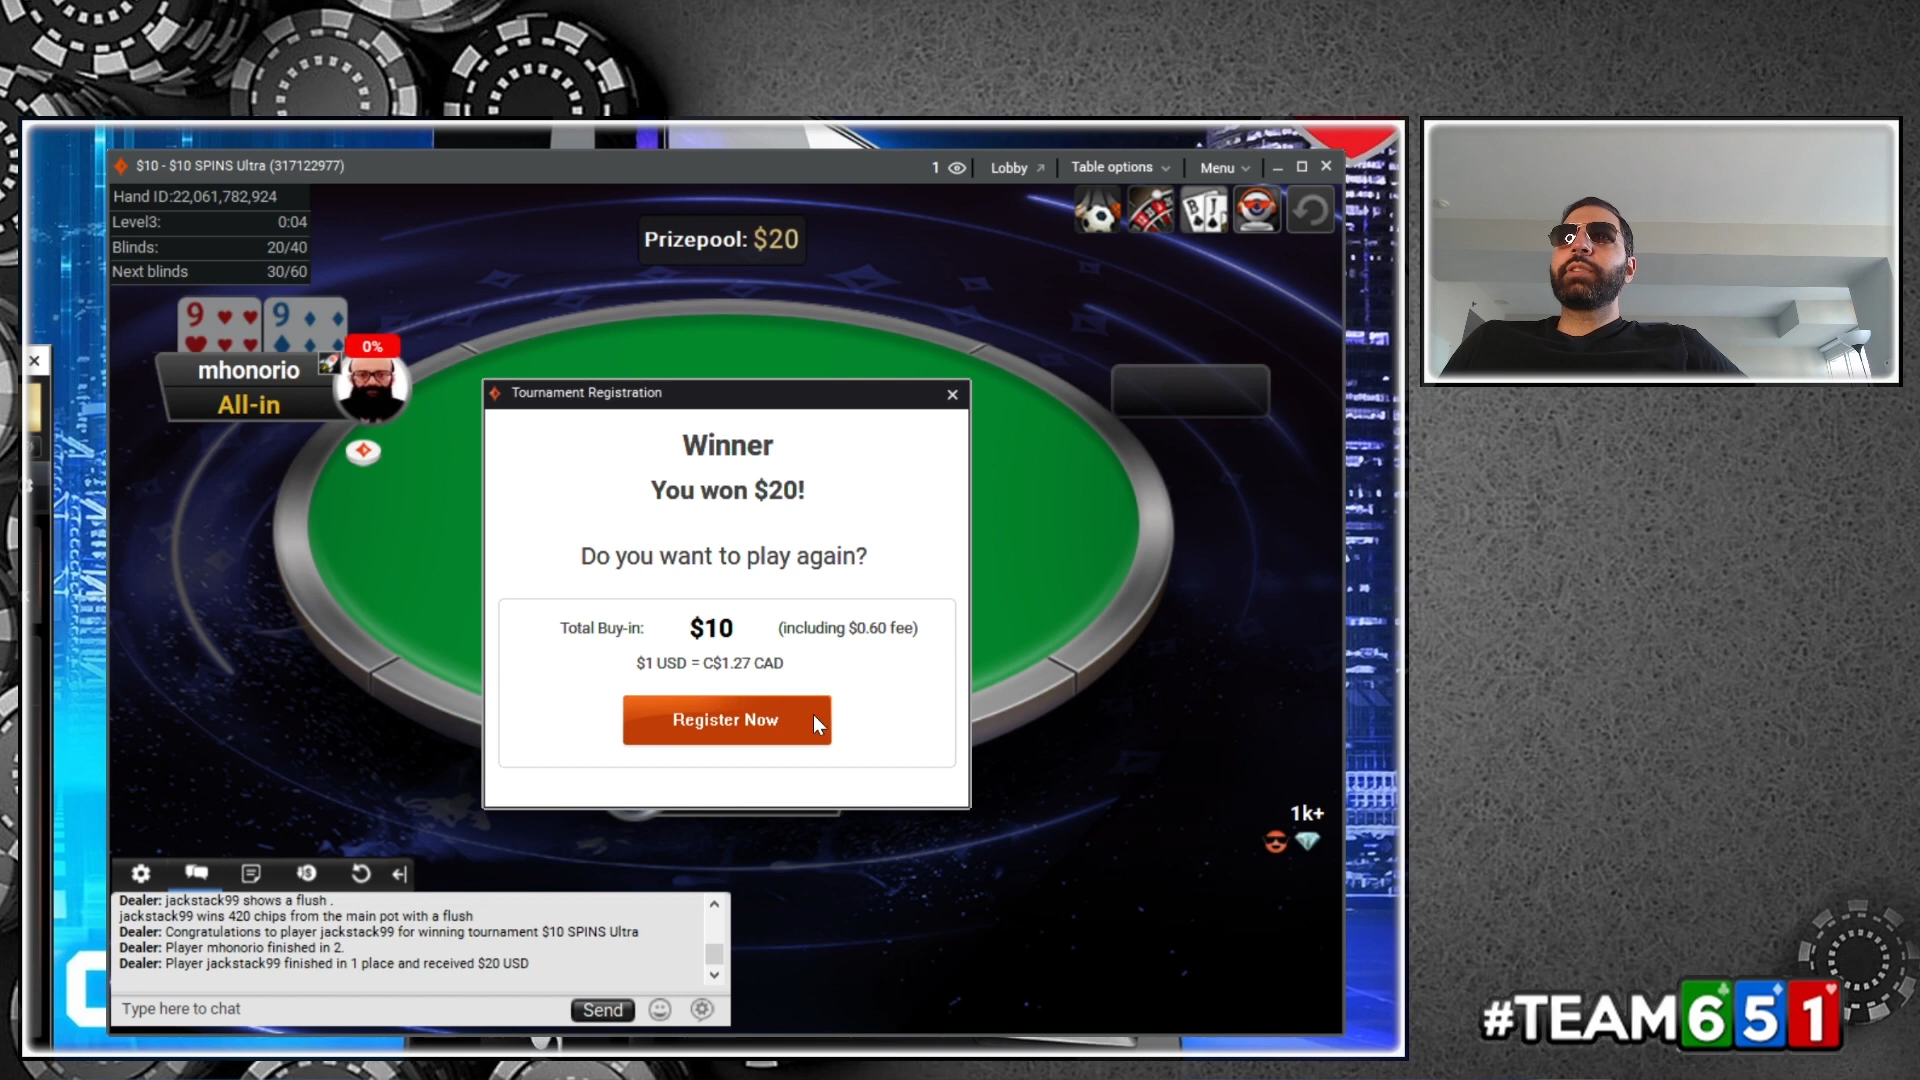 $10 - $10 SPINS Ultra (317122977)
1
Lobby
Table options
Menu
Hand ID:22,061,782,924
Level3: 0:04
Blinds: 20/40
Next blinds 30/60
Prizepool: $20
9 9
0%
mhonorio
All-in
Tournament Registration
Winner
You won $20!
Do you want to play again?
Total Buy-in: $10 (including $0.60 fee)
$1 USD = C$1.27 CAD
Register Now
1k+
Dealer: jackstack99 shows a flush .
jackstack99 wins 420 chips from the main pot with a flush
Dealer: Congratulations to player jackstack99 for winning tournament $10 SPINS Ultra
Dealer: Player mhonorio finished in 2.
Dealer: Player jackstack99 finished in 1 place and received $20 USD
Type here to chat
Send
#TEAM651